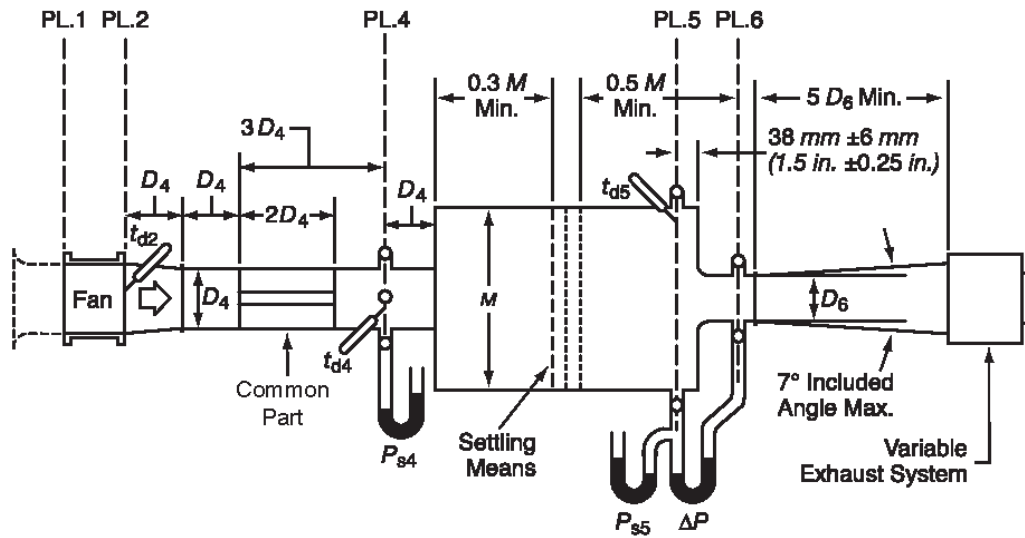 PL.1 PL.2 PL.4 PL.5 PL.6
0.3 M
Min.
0.5 M
Min.
5 D6 Min.
3 D4
38 mm ±6 mm
(1.5 in. ±0.25 in.)
D4 D4 2D4 D4
td2
td5
Fan
D4
M
D6
td4
Common
Part
Ps4
Settling
Means
7° Included
Angle Max.
Variable
Exhaust System
Ps5 ΔP